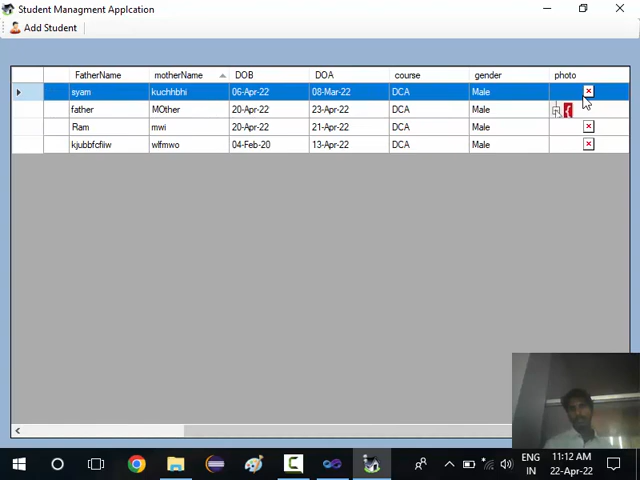 Student Managment Applcation
Add Student
FatherName motherName DOB DOA course gender photo
syam kuchhbhi 06-Apr-22 08-Mar-22 DCA Male
father MOther 20-Apr-22 23-Apr-22 DCA Male {
Ram mwi 20-Apr-22 21-Apr-22 DCA Male
kjubbfcfiiw wlfmwo 04-Feb-20 13-Apr-22 DCA Male
ENG 11:12 AM
IN 22-Apr-22